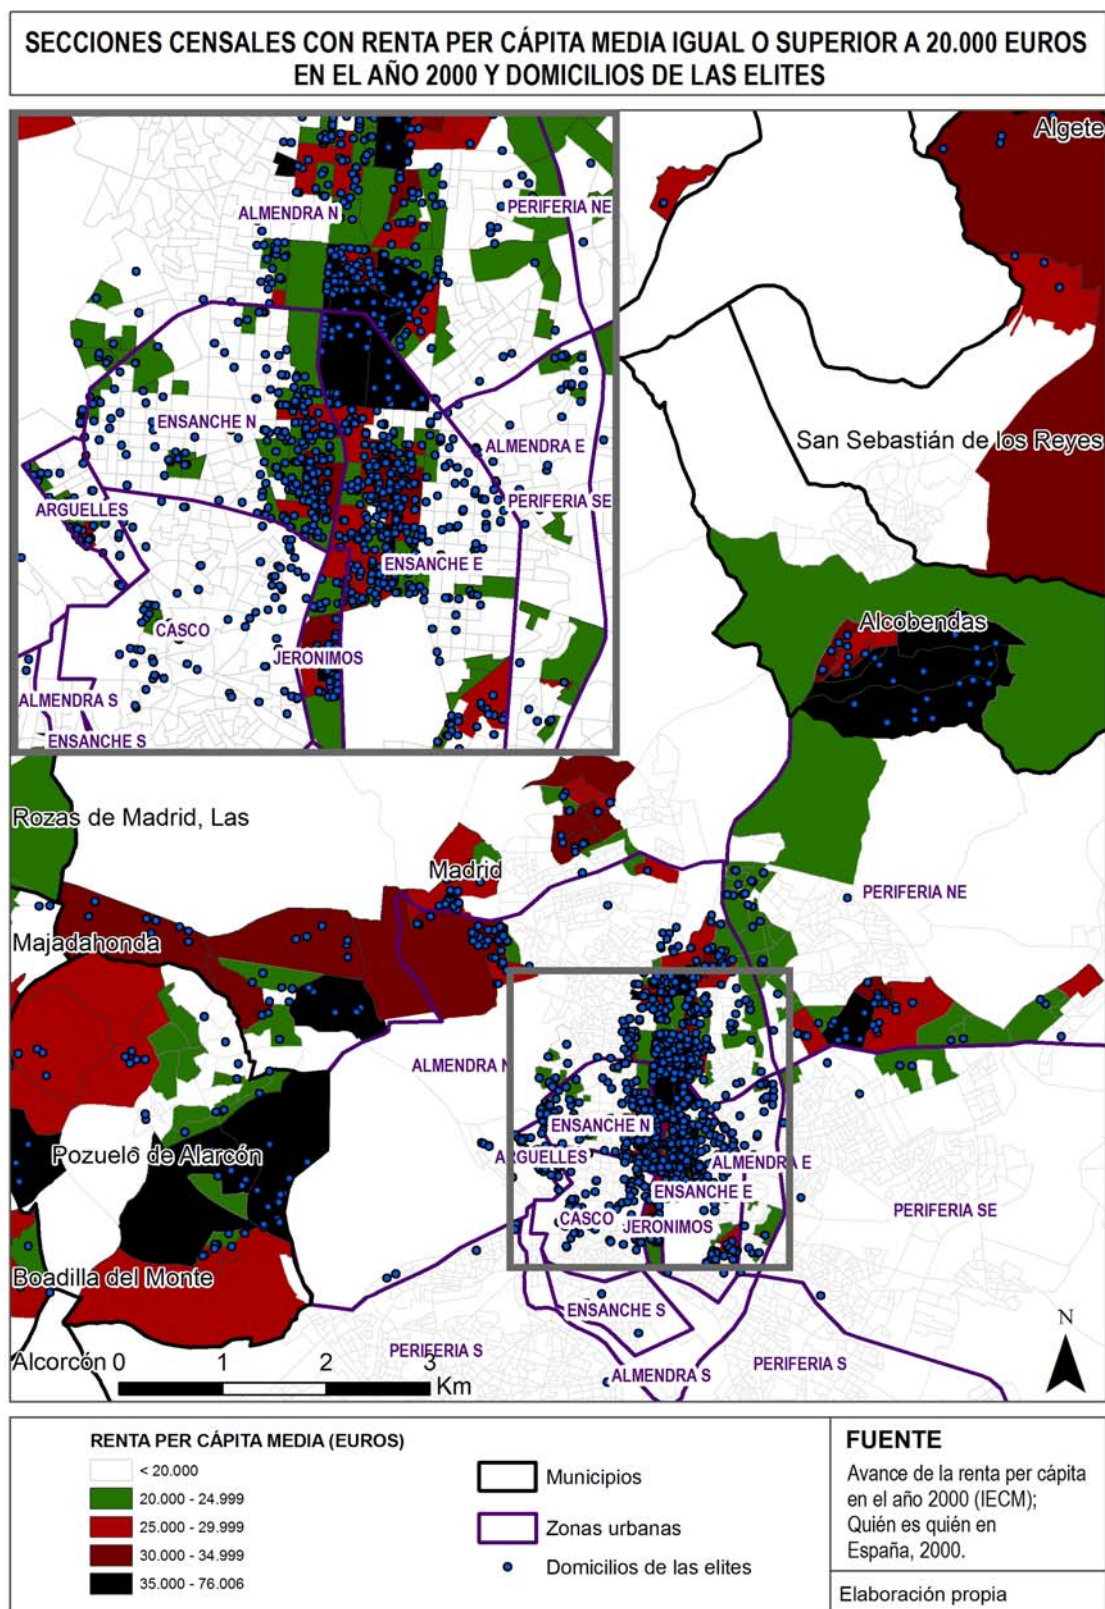 SECCIONES CENSALES CON RENTA PER CÁPITA MEDIA IGUAL O SUPERIOR A 20.000 EUROS
EN EL AÑO 2000 Y DOMICILIOS DE LAS ELITES
ALMENDRA N
PERIFERIA NE
ENSANCHE N
ALMENDRA E
PERIFERIA SE
ARGUELLES
ENSANCHE E
CASCO
JERONIMOS
ALMENDRA S
ENSANCHE S
Algete
San Sebastián de los Reyes
Alcobendas
Rozas de Madrid, Las
Madrid
PERIFERIA NE
Majadahonda
ALMENDRA N
ENSANCHE N
Pozuelo de Alarcón
ARGUELLES
ALMENDRA E
ENSANCHE E
CASCO
JERONIMOS
PERIFERIA SE
Boadilla del Monte
ENSANCHE S
N
Alcorcón
PERIFERIA S
PERIFERIA S
ALMENDRA S
0 1 2 3
Km
RENTA PER CÁPITA MEDIA (EUROS)
< 20.000
20.000 - 24.999
25.000 - 29.999
30.000 - 34.999
35.000 - 76.006
Municipios
Zonas urbanas
Domicilios de las elites
FUENTE
Avance de la renta per cápita
en el año 2000 (IECM);
Quién es quién en
España, 2000.
Elaboración propia